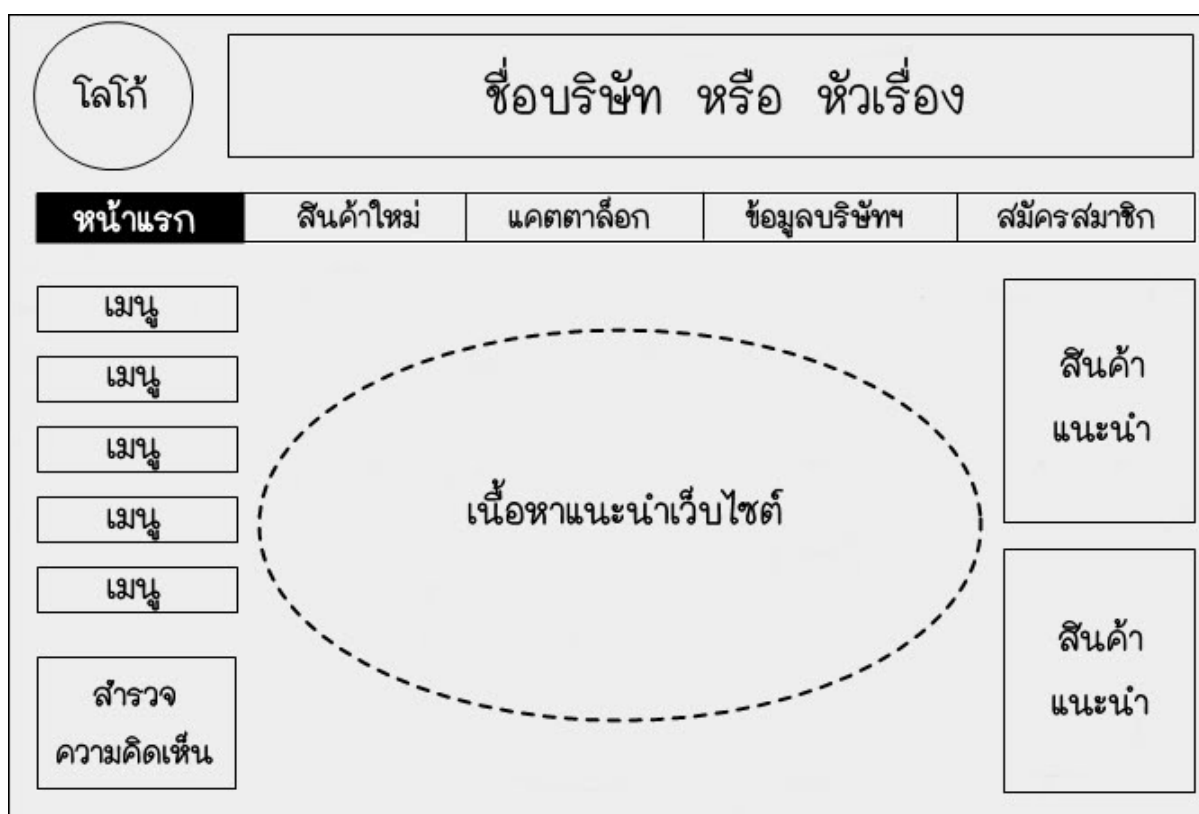 โลโก้
ชื่อบริษัท หรือ หัวเรื่อง
หน้าแรก สินค้าใหม่ แคตตาล็อก ข้อมูลบริษัทฯ สมัครสมาชิก
เมนู
เมนู
เมนู
เมนู
เมนู
สำรวจ
ความคิดเห็น
เนื้อหาแนะนำเว็บไซต์
สินค้า
แนะนำ
สินค้า
แนะนำ